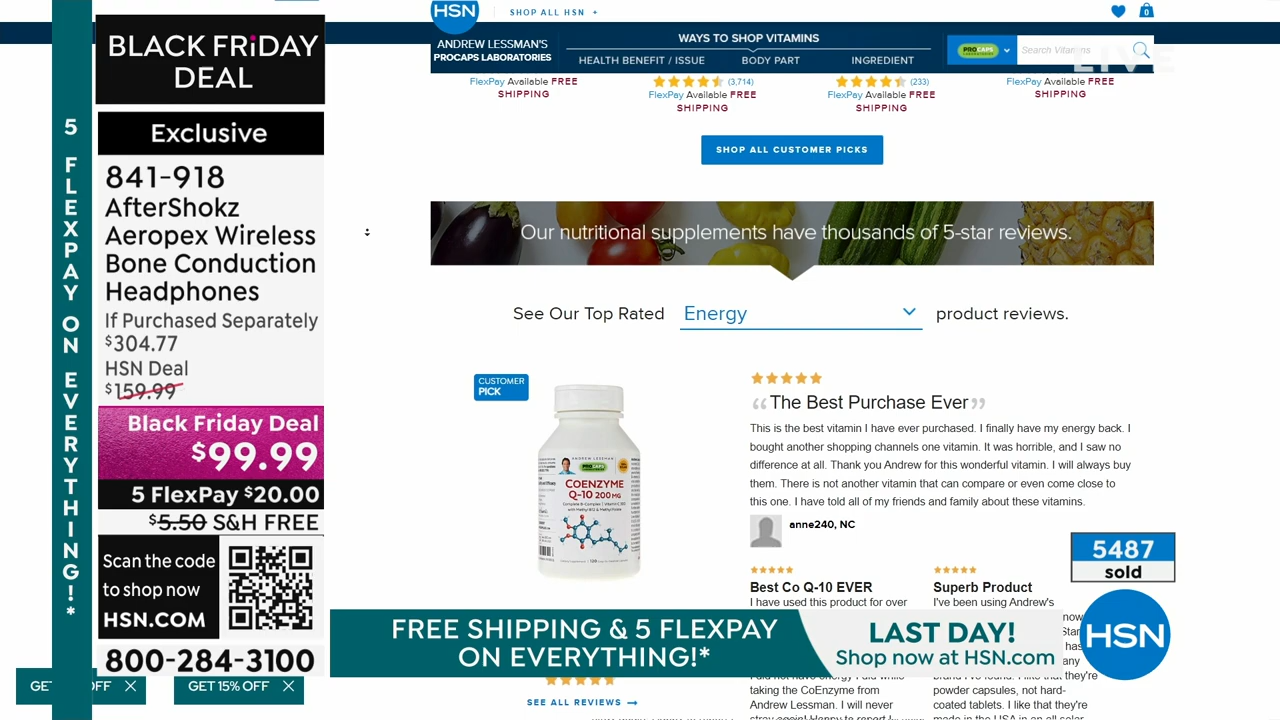 BLACK FRiDAY
DEAL
5 FLEXPAY ON EVERYTHING!*
Exclusive
841-918
AfterShokz
Aeropex Wireless
Bone Conduction
Headphones
If Purchased Separately
$304.77
HSN Deal
$159.99
Black Friday Deal
$99.99
5 FlexPay $20.00
$5.50 S&H FREE
Scan the code
to shop now
HSN.COM
800-284-3100
GET
OFF ×
GET 15% OFF ×
HSN
SHOP ALL HSN +
0
ANDREW LESSMAN'S
PROCAPS LABORATORIES
WAYS TO SHOP VITAMINS
HEALTH BENEFIT / ISSUE BODY PART INGREDIENT
PROCAPS
Search Vitamins
LIVE
FlexPay Available FREE
SHIPPING
(3,714)
FlexPay Available FREE
SHIPPING
(233)
FlexPay Available FREE
SHIPPING
FlexPay Available FREE
SHIPPING
SHOP ALL CUSTOMER PICKS
Our nutritional supplements have thousands of 5-star reviews.
See Our Top Rated Energy product reviews.
CUSTOMER
PICK
ANDREW LESSMAN
PROCAPS
COENZYME
Q-10 200 MG
"The Best Purchase Ever"
This is the best vitamin I have ever purchased. I finally have my energy back. I
bought another shopping channels one vitamin. It was horrible, and I saw no
difference at all. Thank you Andrew for this wonderful vitamin. I will always buy
them. There is not another vitamin that can compare or even come close to
this one. I have told all of my friends and family about these vitamins.
anne240, NC
5487
sold
Best Co Q-10 EVER
I have used this product for over
Superb Product
I've been using Andrew's
FREE SHIPPING & 5 FLEXPAY
ON EVERYTHING!*
LAST DAY!
Shop now at HSN.com
HSN
SEE ALL REVIEWS →
taking the CoEnzyme from
Andrew Lessman. I will never
they're
powder capsules, not hard-
coated tablets. I like that they're